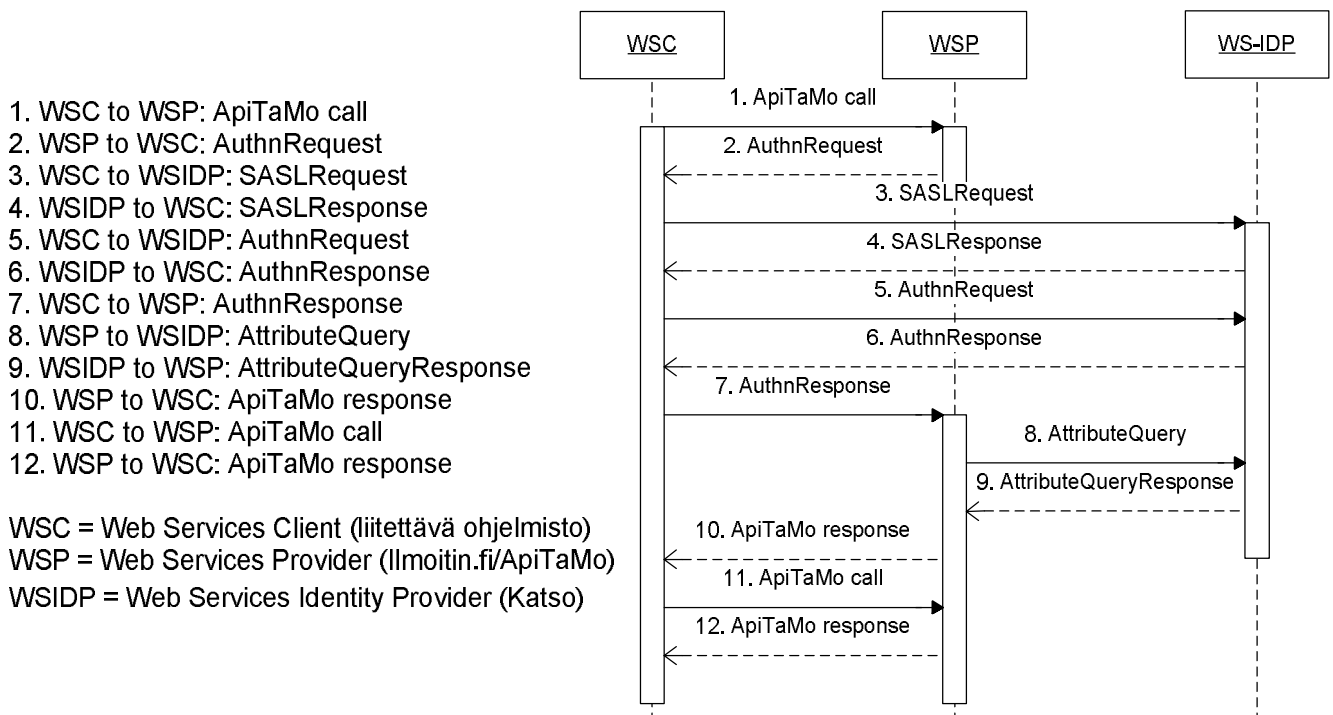 1. WSC to WSP: ApiTaMo call
2. WSP to WSC: AuthnRequest
3. WSC to WSIDP: SASLRequest
4. WSIDP to WSC: SASLResponse
5. WSC to WSIDP: AuthnRequest
6. WSIDP to WSC: AuthnResponse
7. WSC to WSP: AuthnResponse
8. WSP to WSIDP: AttributeQuery
9. WSIDP to WSP: AttributeQueryResponse
10. WSP to WSC: ApiTaMo response
11. WSC to WSP: ApiTaMo call
12. WSP to WSC: ApiTaMo response
WSC = Web Services Client (liitettävä ohjelmisto)
WSP = Web Services Provider (Ilmoitin.fi/ApiTaMo)
WSIDP = Web Services Identity Provider (Katso)
WSC
WSP
WS-IDP
1. ApiTaMo call
2. AuthnRequest
3. SASLRequest
4. SASLResponse
5. AuthnRequest
6. AuthnResponse
7. AuthnResponse
8. AttributeQuery
9. AttributeQueryResponse
10. ApiTaMo response
11. ApiTaMo call
12. ApiTaMo response